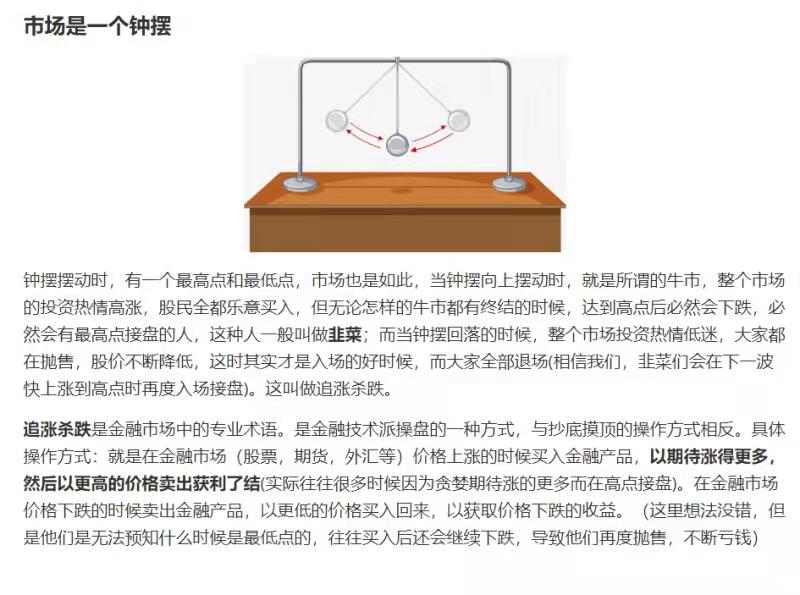 市场是一个钟摆
钟摆摆动时，有一个最高点和最低点，市场也是如此，当钟摆向上摆动时，就是所谓的牛市，整个市场
的投资热情高涨，股民全都乐意买入，但无论怎样的牛市都有终结的时候，达到高点后必然会下跌，必
然会有最高点接盘的人，这种人一般叫做韭菜；而当钟摆回落的时候，整个市场投资热情低迷，大家都
在抛售，股价不断降低，这时其实才是入场的好时候，而大家全部退场(相信我们，韭菜们会在下一波
快上涨到高点时再度入场接盘)。这叫做追涨杀跌。
追涨杀跌是金融市场中的专业术语。是金融技术派操盘的一种方式，与抄底摸顶的操作方式相反。具体
操作方式：就是在金融市场（股票，期货，外汇等）价格上涨的时候买入金融产品，以期待涨得更多，
然后以更高的价格卖出获利了结(实际往往很多时候因为贪婪期待涨的更多而在高点接盘)。在金融市场
价格下跌的时候卖出金融产品，以更低的价格买入回来，以获取价格下跌的收益。（这里想法没错，但
是他们是无法预知什么时候是最低点的，往往买入后还会继续下跌，导致他们再度抛售，不断亏钱）